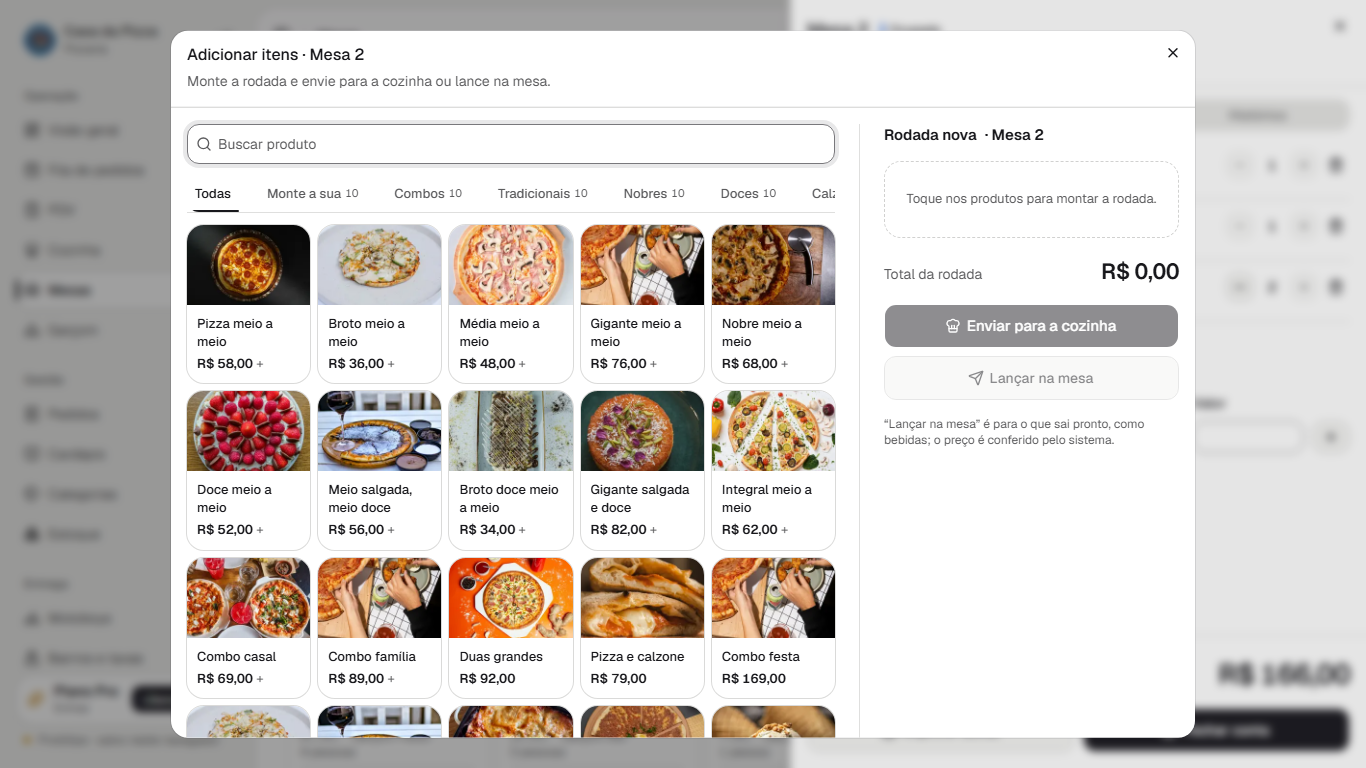 Adicionar itens · Mesa 2
Monte a rodada e envie para a cozinha ou lance na mesa.
Buscar produto
Todas
Monte a sua 10
Combos 10
Tradicionais 10
Nobres 10
Doces 10
Pizza meio a
meio
R$ 58,00 +
Broto meio a
meio
R$ 36,00 +
Média meio a
meio
R$ 48,00 +
Gigante meio a
meio
R$ 76,00 +
Nobre meio a
meio
R$ 68,00 +
Doce meio a
meio
R$ 52,00 +
Meio salgada,
meio doce
R$ 56,00 +
Broto doce meio
a meio
R$ 34,00 +
Gigante salgada
e doce
R$ 82,00 +
Integral meio a
meio
R$ 62,00 +
Combo casal
R$ 69,00 +
Combo família
R$ 89,00 +
Duas grandes
R$ 92,00
Pizza e calzone
R$ 79,00
Combo festa
R$ 169,00
Rodada nova · Mesa 2
Toque nos produtos para montar a rodada.
Total da rodada
R$ 0,00
Enviar para a cozinha
Lançar na mesa
“Lançar na mesa” é para o que sai pronto, como
bebidas; o preço é conferido pelo sistema.
R$ 166,00